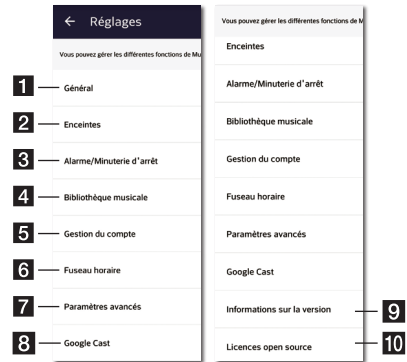 ← Réglages
Vous pouvez gérer les différentes fonctions de Mu
1 Général
2 Enceintes
3 Alarme/Minuterie d'arrêt
4 Bibliothèque musicale
5 Gestion du compte
6 Fuseau horaire
7 Paramètres avancés
8 Google Cast
Vous pouvez gérer les différentes fonctions de M
Enceintes
Alarme/Minuterie d'arrêt
Bibliothèque musicale
Gestion du compte
Fuseau horaire
Paramètres avancés
Google Cast
Informations sur la version 9
Licences open source 10